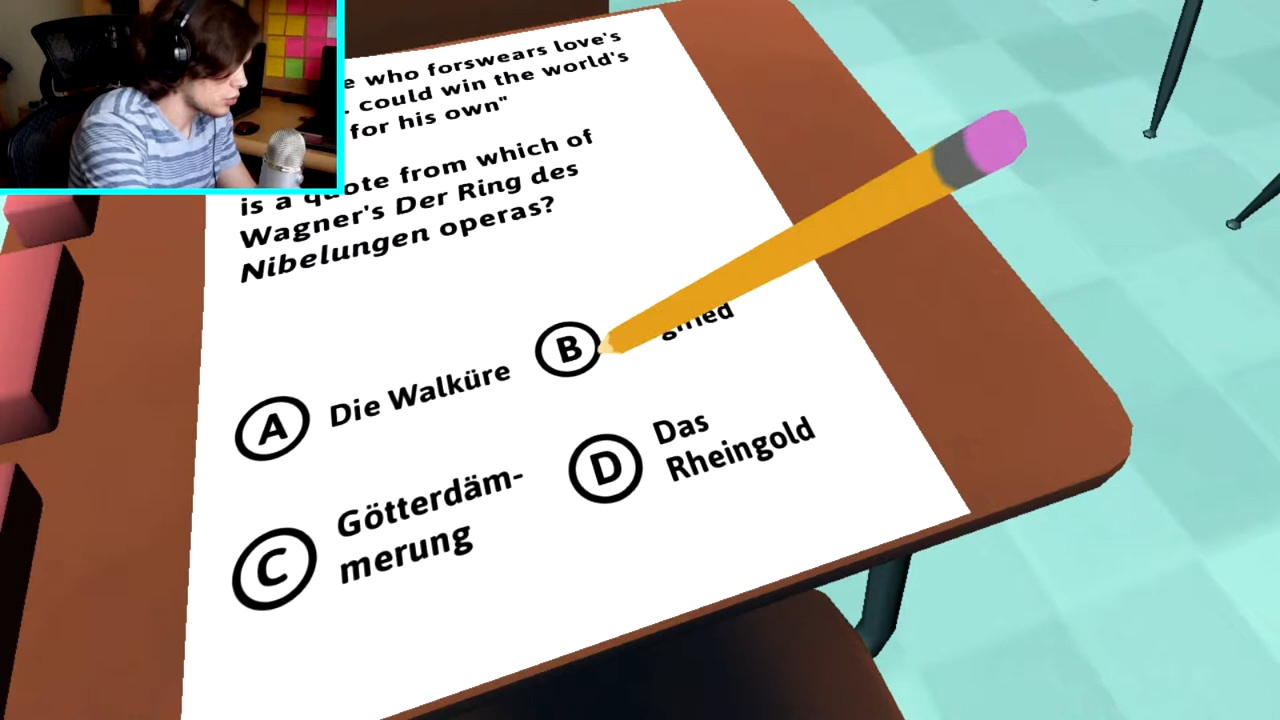 who forswears love's
could win the world's
for his own"
is a quote from which of
Wagner's Der Ring des
Nibelungen operas?
A Die Walküre
B
C Götterdäm-
merung
D Das
Rheingold